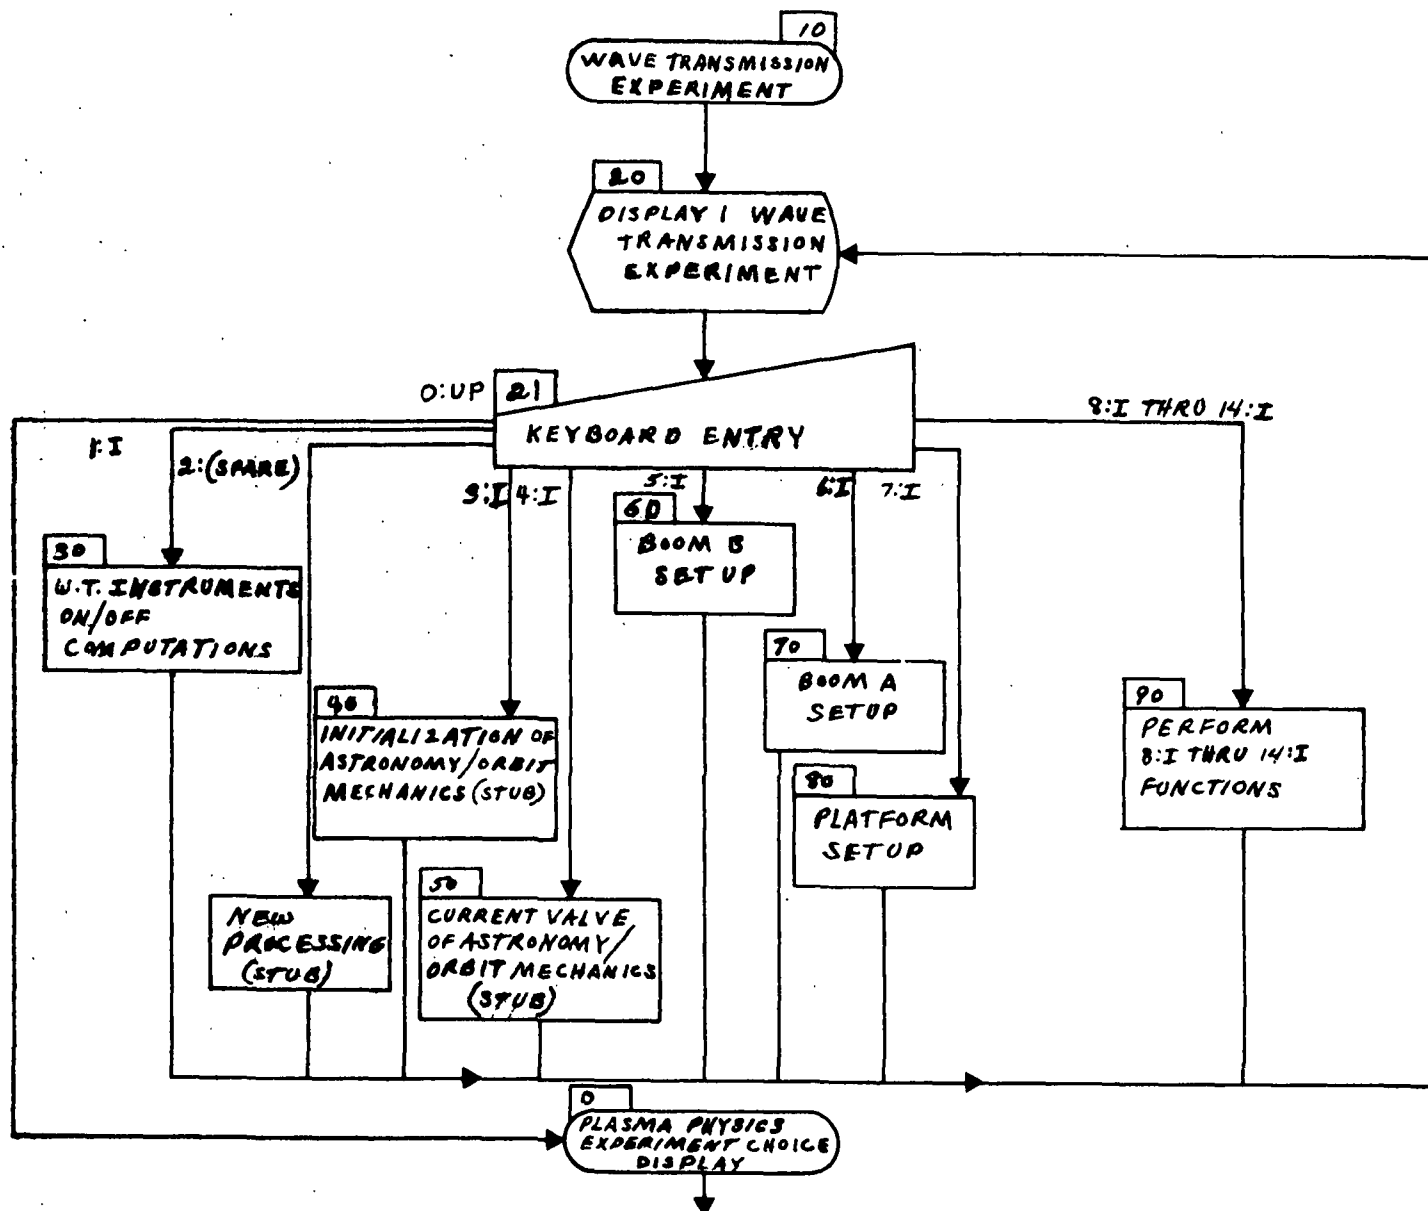 10
WAVE TRANSMISSION
EXPERIMENT
20
DISPLAY 1 WAVE
TRANSMISSION
EXPERIMENT
0:UP
21
KEYBOARD ENTRY
8:I THRU 14:I
1:I
2:(SPARE)
3:I
4:I
5:I
6:I
7:I
30
W.T. INSTRUMENTS
ON/OFF
COMPUTATIONS
60
BOOM B
SETUP
70
BOOM A
SETUP
40
INITIALIZATION OF
ASTRONOMY/ORBIT
MECHANICS (STUB)
90
PERFORM
8:I THRU 14:I
FUNCTIONS
80
PLATFORM
SETUP
NEW
PROCESSING
(STUB)
50
CURRENT VALVE
OF ASTRONOMY/
ORBIT MECHANICS
(STUB)
0
PLASMA PHYSICS
EXPERIMENT CHOICE
DISPLAY